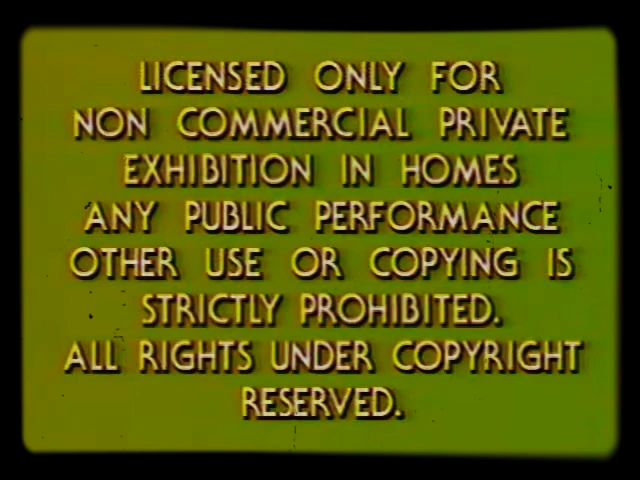 LICENSED ONLY FOR
NON COMMERCIAL PRIVATE
EXHIBITION IN HOMES
ANY PUBLIC PERFORMANCE
OTHER USE OR COPYING IS
STRICTLY PROHIBITED.
ALL RIGHTS UNDER COPYRIGHT
RESERVED.